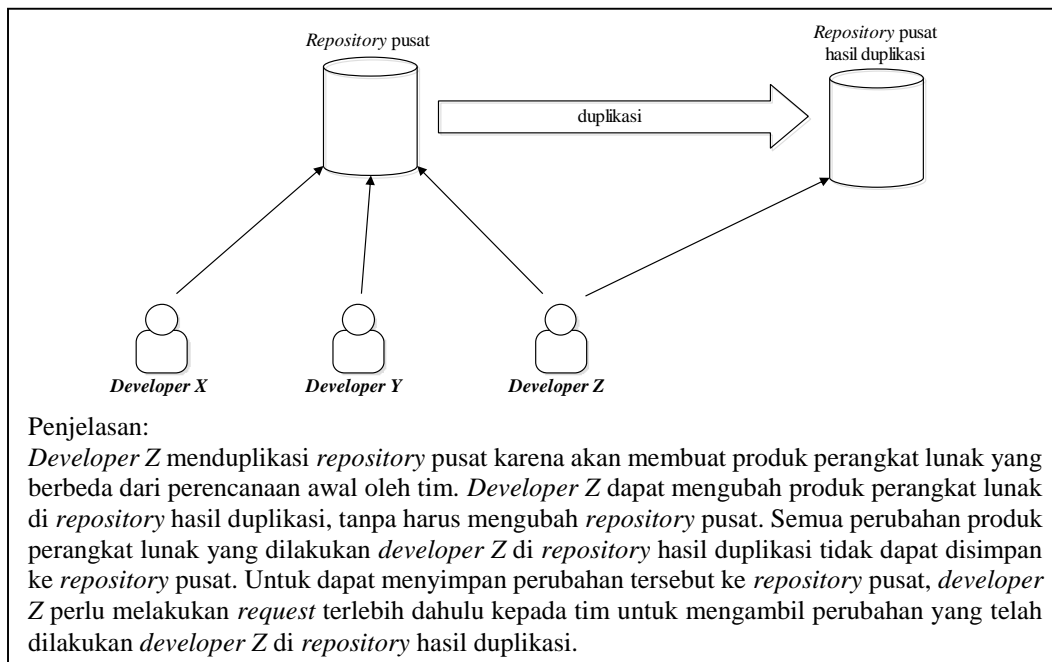 Repository pusat
Repository pusat
hasil duplikasi
duplikasi
Developer X
Developer Y
Developer Z
Penjelasan:
Developer Z menduplikasi repository pusat karena akan membuat produk perangkat lunak yang
berbeda dari perencanaan awal oleh tim. Developer Z dapat mengubah produk perangkat lunak
di repository hasil duplikasi, tanpa harus mengubah repository pusat. Semua perubahan produk
perangkat lunak yang dilakukan developer Z di repository hasil duplikasi tidak dapat disimpan
ke repository pusat. Untuk dapat menyimpan perubahan tersebut ke repository pusat, developer
Z perlu melakukan request terlebih dahulu kepada tim untuk mengambil perubahan yang telah
dilakukan developer Z di repository hasil duplikasi.